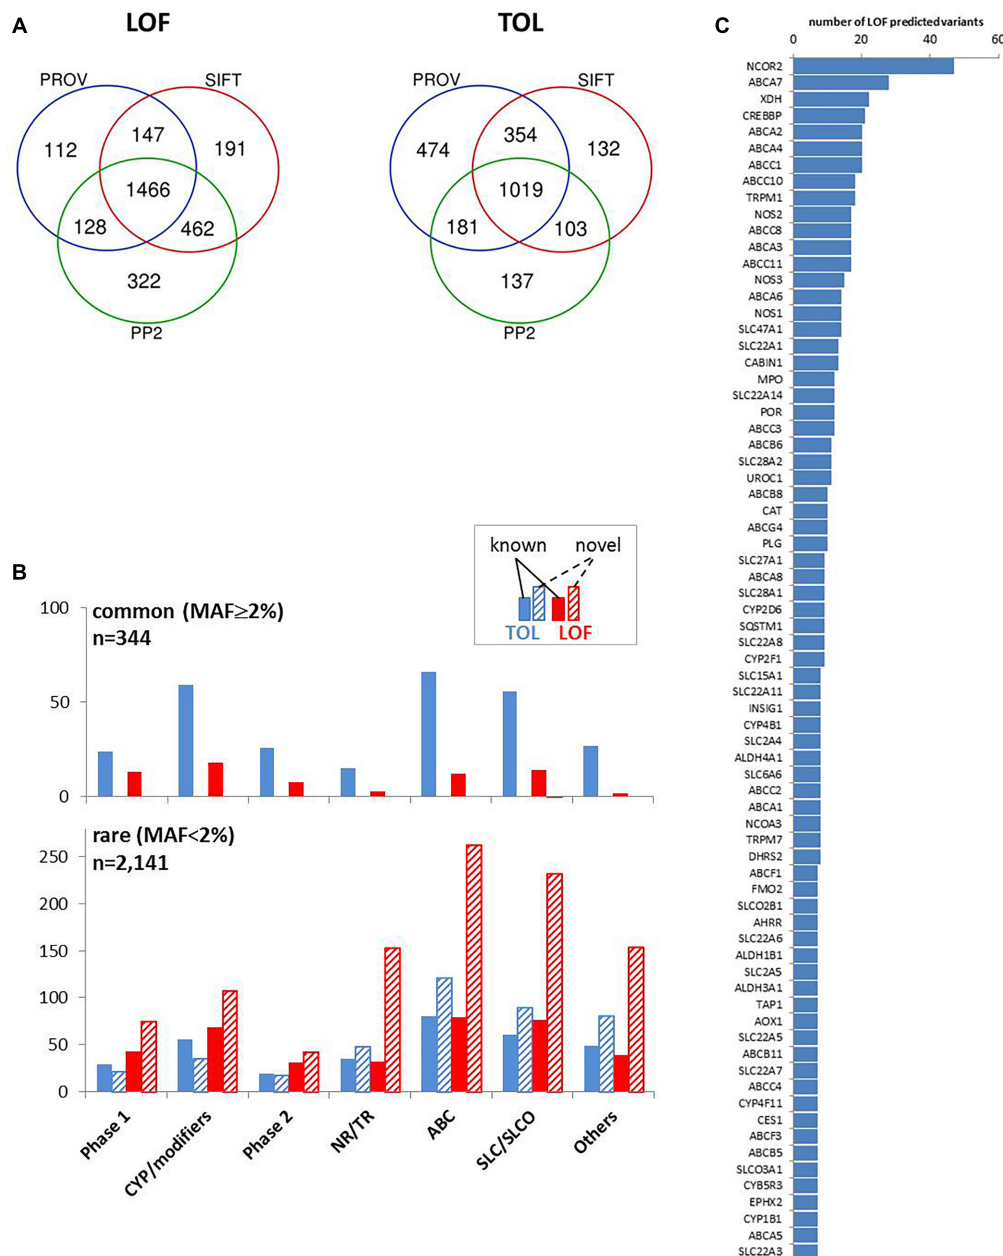 A
LOF
TOL
PROV
SIFT
112
147
191
1466
128
462
322
PP2
PROV
SIFT
474
354
132
1019
181
103
137
PP2
B
known
novel
TOL
LOF
common (MAF≥2%)
n=344
100
50
0
rare (MAF<2%)
n=2,141
250
200
150
100
50
0
Phase 1
CYP/modifiers
Phase 2
NR/TR
ABC
SLC/SLCO
Others
C
number of LOF predicted variants
0 20 40 60
NCOR2
ABCA7
XDH
CREBBP
ABCA2
ABCA4
ABCC1
ABCC10
TRPM1
NOS2
ABCC8
ABCA3
ABCC11
NOS3
ABCA6
NOS1
SLC47A1
SLC22A1
CABIN1
MPO
SLC22A14
POR
ABCC3
ABCB6
SLC28A2
UROC1
ABCB8
CAT
ABCG4
PLG
SLC27A1
ABCA8
SLC28A1
CYP2D6
SQSTM1
SLC22A8
CYP2F1
SLC15A1
SLC22A11
INSIG1
CYP4B1
SLC2A4
ALDH4A1
SLC6A6
ABCC2
ABCA1
NCOA3
TRPM7
DHRS2
ABCF1
FMO2
SLCO2B1
AHRR
SLC22A6
ALDH1B1
SLC2A5
ALDH3A1
TAP1
AOX1
SLC22A5
ABCB11
SLC22A7
ABCC4
CYP4F11
CES1
ABCF3
ABCB5
SLCO3A1
CYB5R3
EPHX2
CYP1B1
ABCA5
SLC22A3